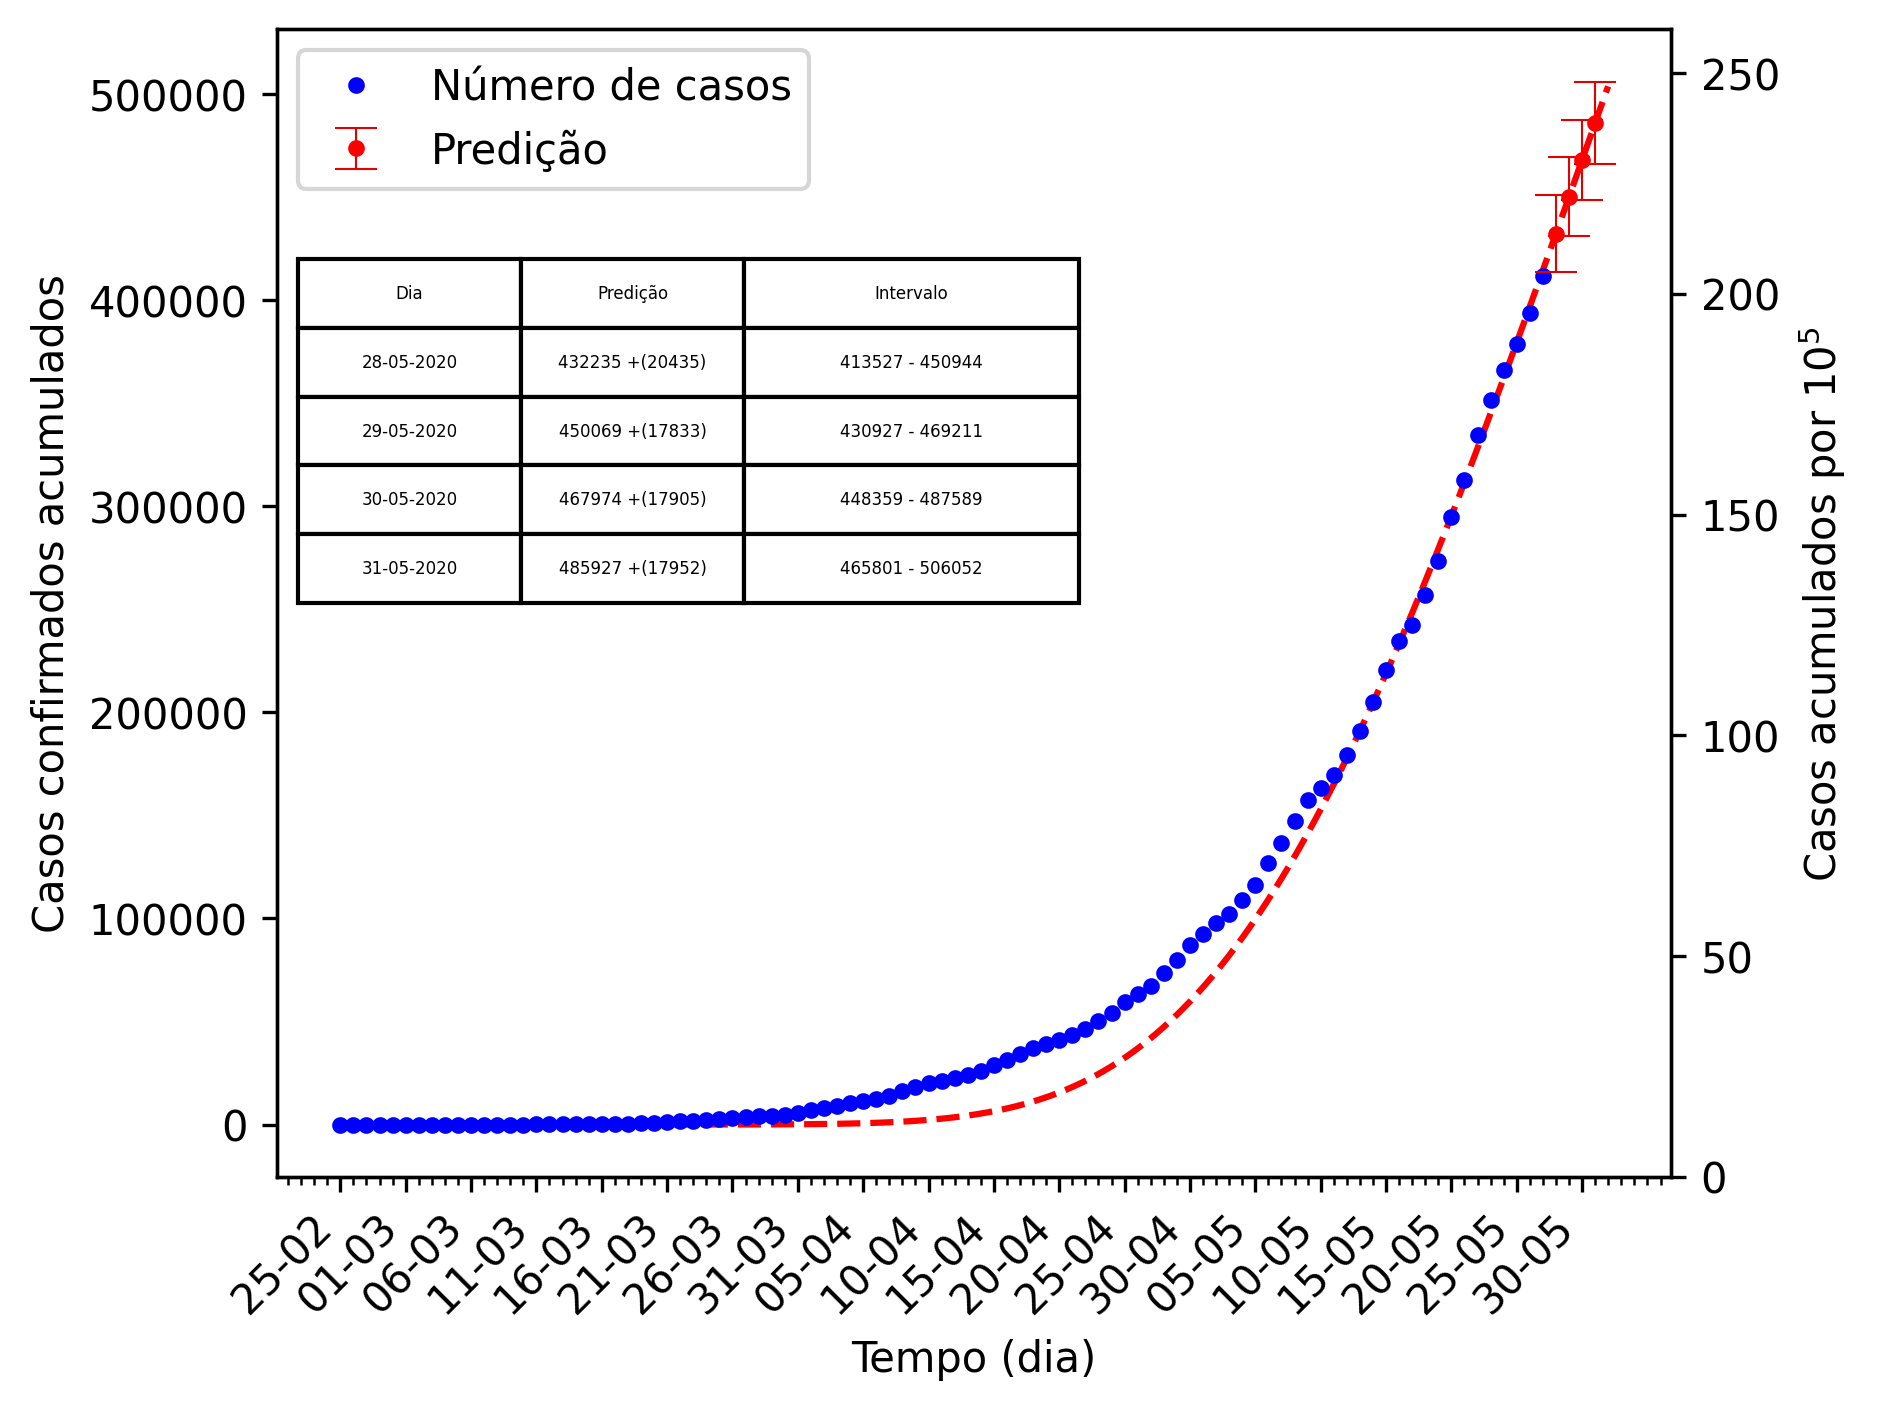 Número de casos
Predição
Dia Predição Intervalo
28-05-2020 432235 +(20435) 413527 - 450944
29-05-2020 450069 +(17833) 430927 - 469211
30-05-2020 467974 +(17905) 448359 - 487589
31-05-2020 485927 +(17952) 465801 - 506052
Casos confirmados acumulados
500000
400000
300000
200000
100000
0
Casos acumulados por 10⁵
250
200
150
100
50
0
25-02 01-03 06-03 11-03 16-03 21-03 26-03 31-03 05-04 10-04 15-04 20-04 25-04 30-04 05-05 10-05 15-05 20-05 25-05 30-05
Tempo (dia)